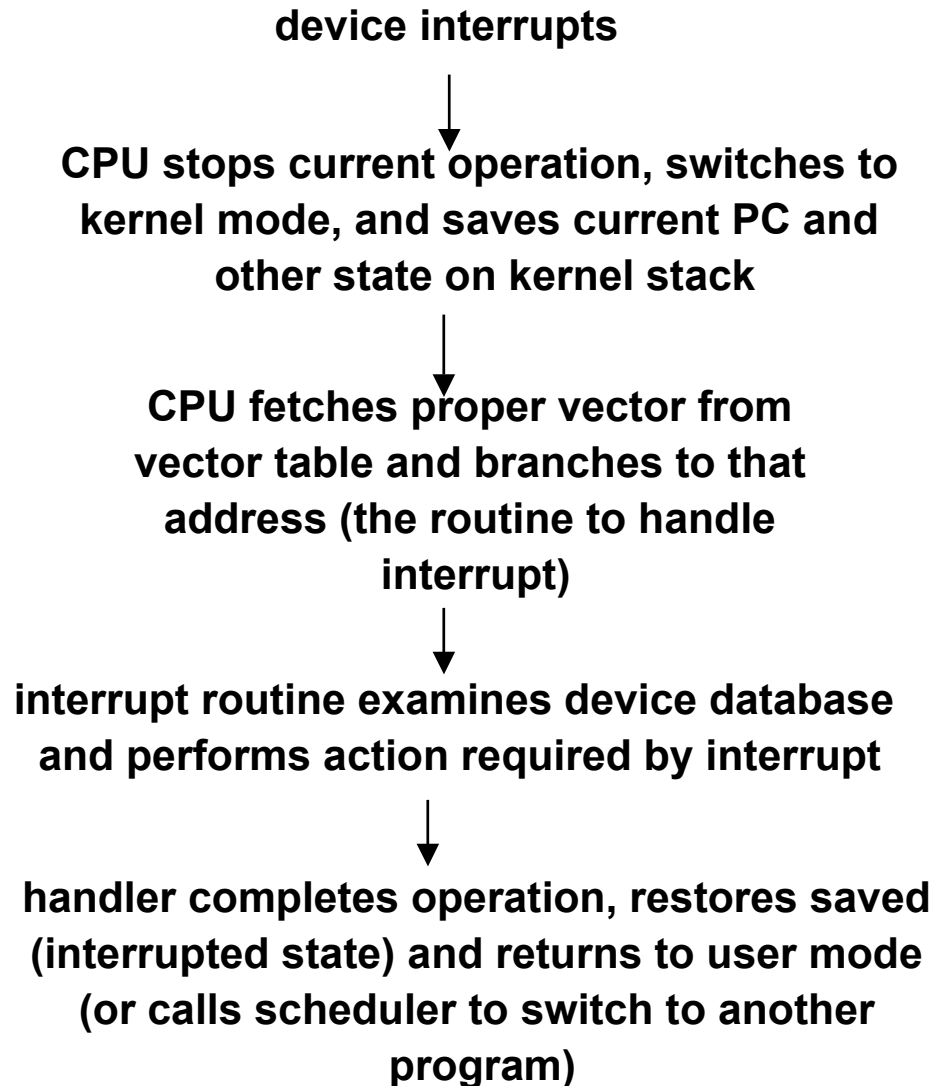 device interrupts
CPU stops current operation, switches to
kernel mode, and saves current PC and
other state on kernel stack
CPU fetches proper vector from
vector table and branches to that
address (the routine to handle
interrupt)
interrupt routine examines device database
and performs action required by interrupt
handler completes operation, restores saved
(interrupted state) and returns to user mode
(or calls scheduler to switch to another
program)